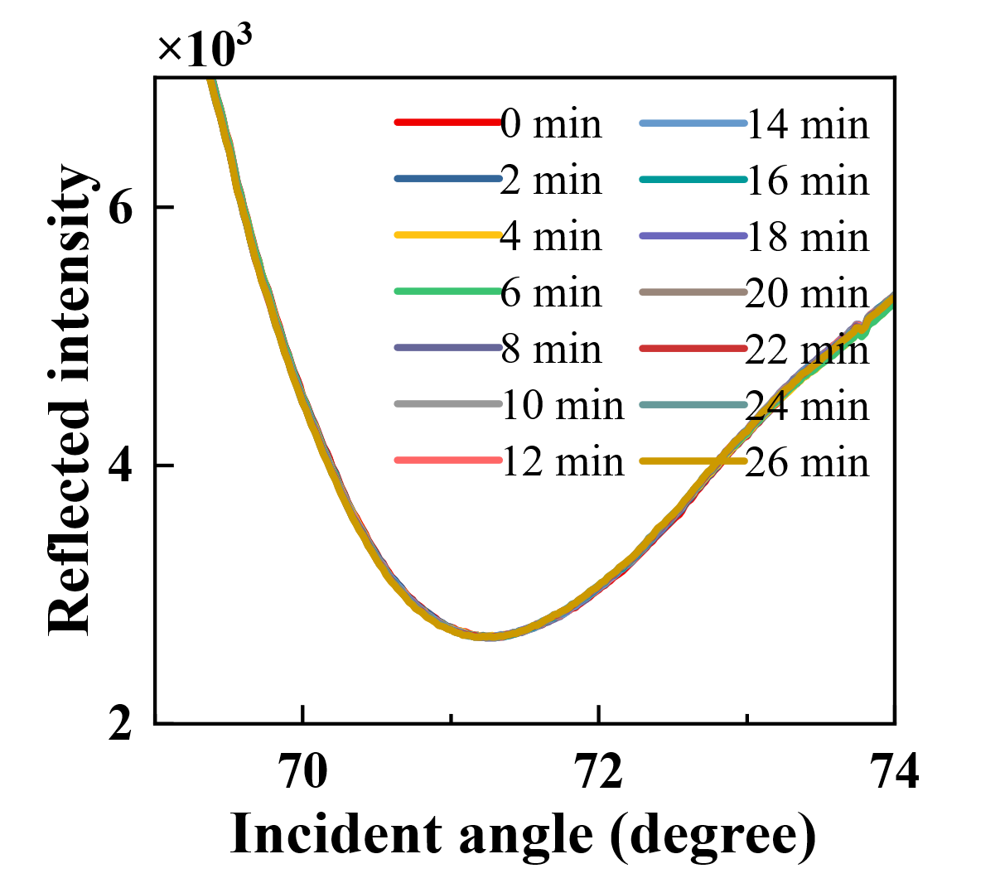 ×10³
Reflected intensity
6
4
2
0 min
2 min
4 min
6 min
8 min
10 min
12 min
14 min
16 min
18 min
20 min
22 min
24 min
26 min
70
72
74
Incident angle (degree)